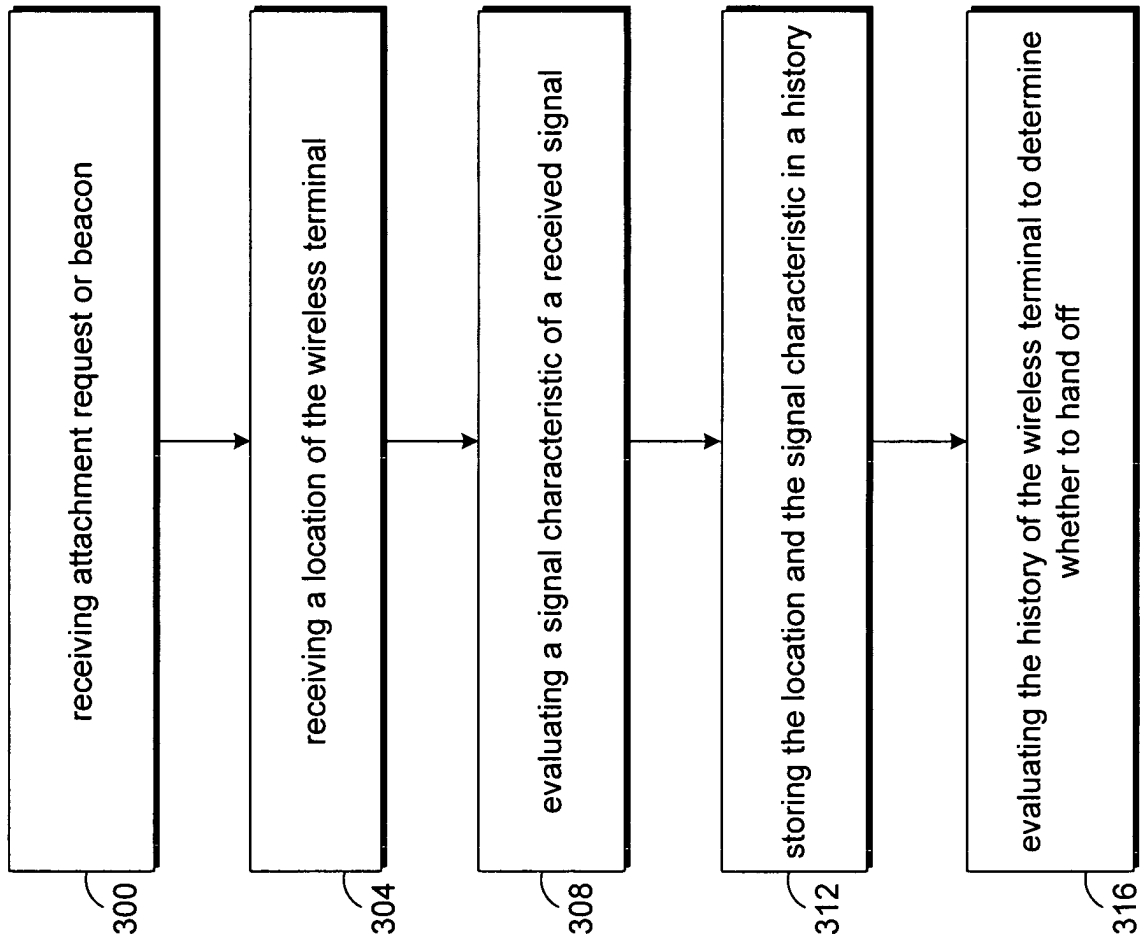 receiving attachment request or beacon
300
receiving a location of the wireless terminal
304
evaluating a signal characteristic of a received signal
308
storing the location and the signal characteristic in a history
312
evaluating the history of the wireless terminal to determine
whether to hand off
316